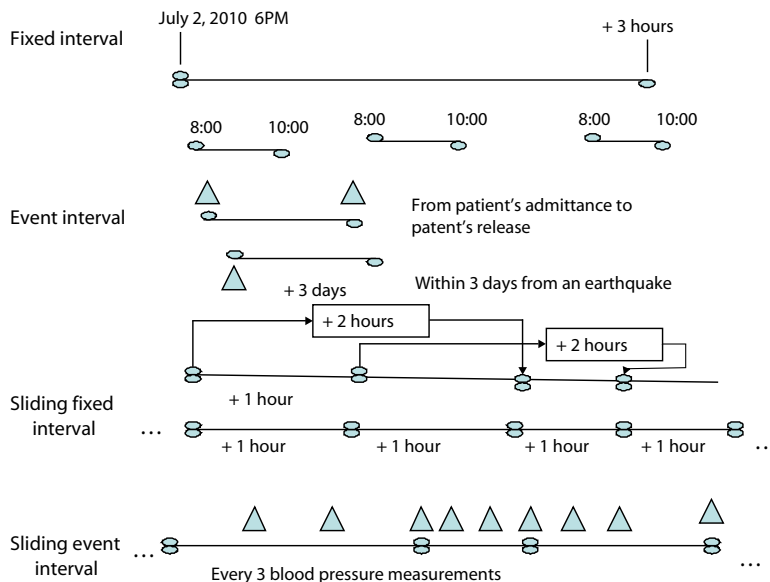 July 2, 2010 6PM
Fixed interval
+ 3 hours
8:00
10:00
8:00
10:00
8:00
10:00
Event interval
From patient's admittance to
patent's release
Within 3 days from an earthquake
+ 3 days
+ 2 hours
+ 2 hours
+ 1 hour
Sliding fixed
interval
...
+ 1 hour
+ 1 hour
+ 1 hour
+ 1 hour
..
Sliding event
interval
...
Every 3 blood pressure measurements
...